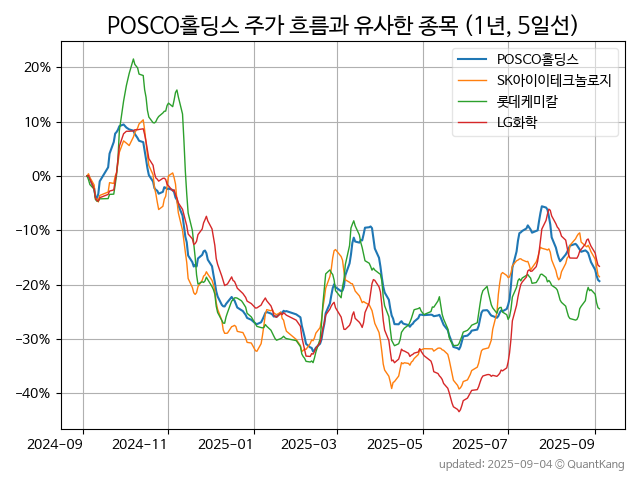 POSCO홀딩스 주가 흐름과 유사한 종목 (1년, 5일선)
POSCO홀딩스
SK아이이테크놀로지
롯데케미칼
LG화학
20%
10%
0%
−10%
−20%
−30%
−40%
2024-09 2024-11 2025-01 2025-03 2025-05 2025-07 2025-09
updated: 2025-09-04 © QuantKang